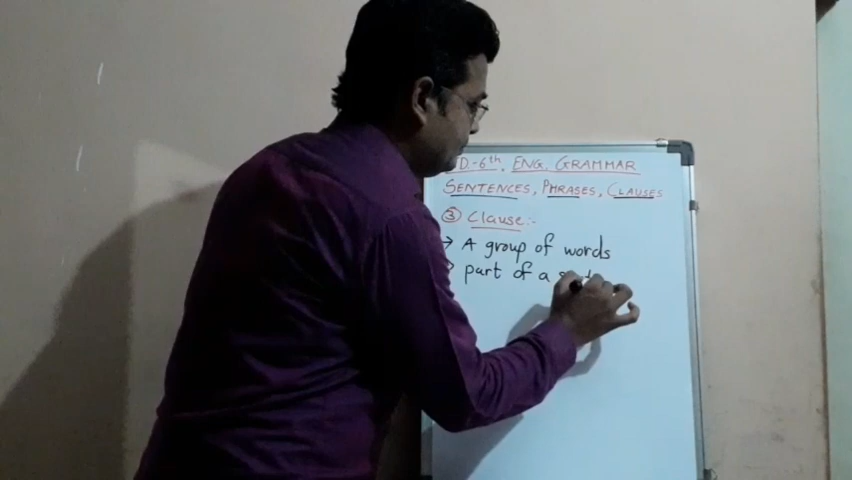 D.-6th, ENG. GRAMMAR
SENTENCES, PHRASES, CLAUSES
③ Clause:-
→ A group of words
part of a